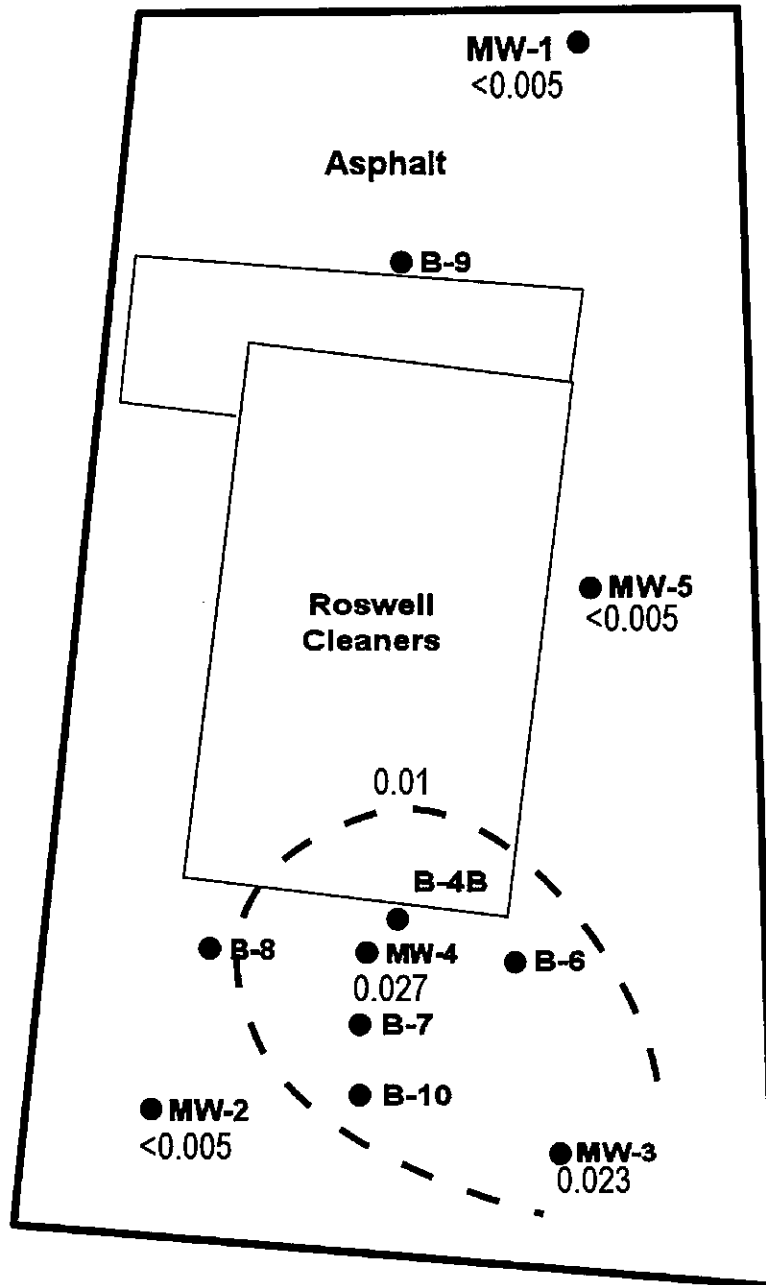 MW-1
<0.005
Asphalt
B-9
MW-5
<0.005
Roswell
Cleaners
0.01
B-4B
B-8
MW-4
B-6
0.027
B-7
B-10
MW-2
<0.005
MW-3
0.023